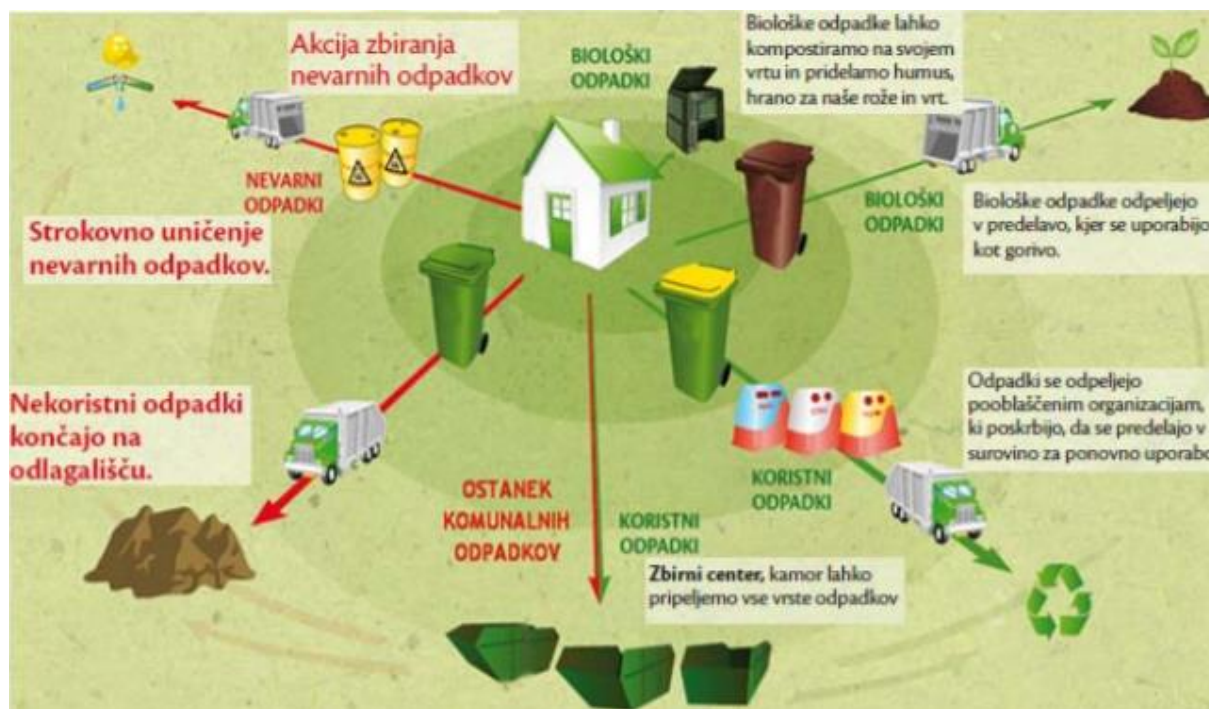 Akcija zbiranja
nevarnih odpadkov
BIOLOŠKI
ODPADKI
Biološke odpadke lahko
kompostiramo na svojem
vrtu in pridelamo humus,
hrano za naše rože in vrt.
NEVARNI
ODPADKI
BIOLOŠKI
ODPADKI
Biološke odpadke odpeljejo
v predelavo, kjer se uporabijo
kot gorivo.
Strokovno uničenje
nevarnih odpadkov.
Nekoristni odpadki
končajo na
odlagališču.
Odpadki se odpeljejo
pooblaščenim organizacijam,
ki poskrbijo, da se predelajo v
surovino za ponovno uporabo
KORISTNI
ODPADKI
OSTANEK
KOMUNALNIH
ODPADKOV
KORISTNI
ODPADKI
Zbirni center, kamor lahko
pripeljemo vse vrste odpadkov